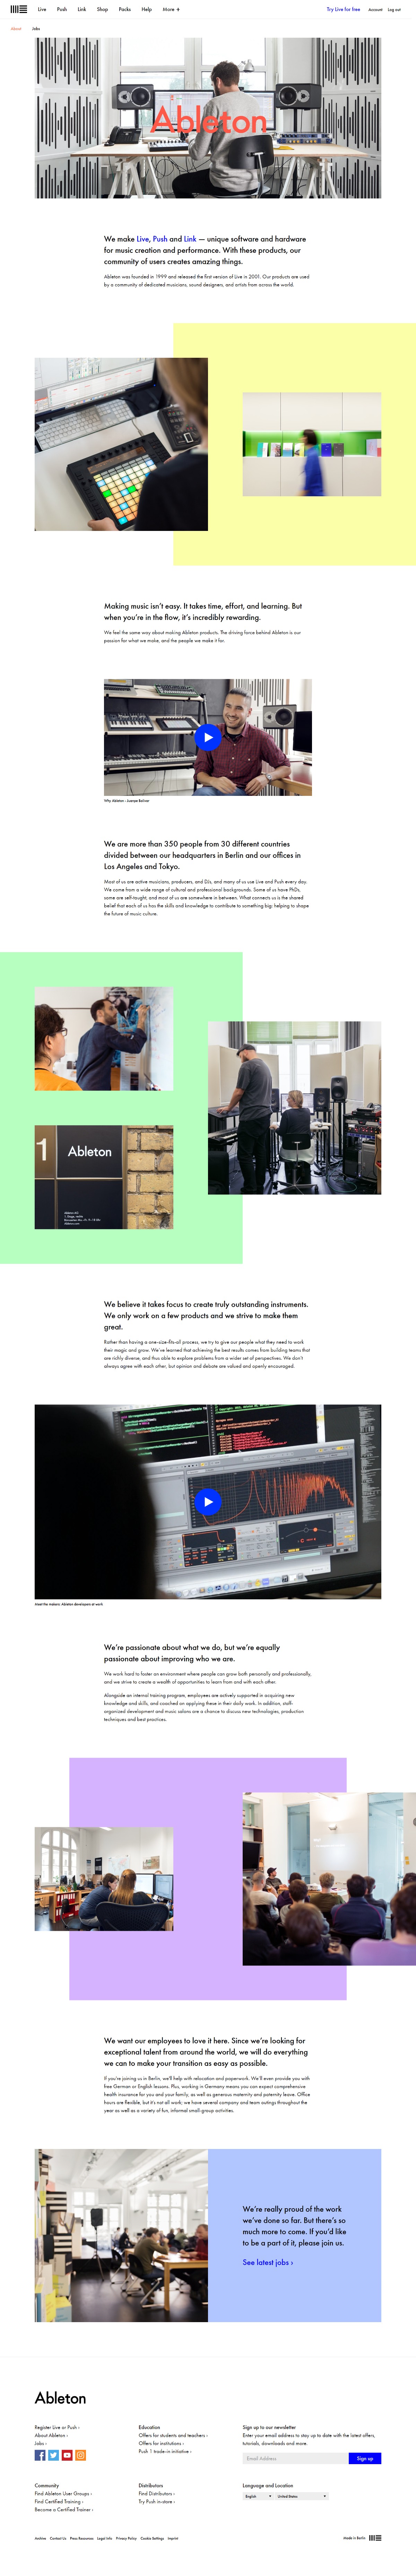 Live Push Link Shop Packs Help More + Try Live for free Account Log out
About Jobs
Ableton
We make Live, Push and Link — unique software and hardware
for music creation and performance. With these products, our
community of users creates amazing things.
Ableton was founded in 1999 and released the first version of Live in 2001. Our products are used
by a community of dedicated musicians, sound designers, and artists from across the world.
Making music isn't easy. It takes time, effort, and learning. But
when you're in the flow, it's incredibly rewarding.
We feel the same way about making Ableton products. The driving force behind Ableton is our
passion for what we make, and the people we make it for.
Why Ableton - Juanpe Bolivar
We are more than 350 people from 30 different countries
divided between our headquarters in Berlin and our offices in
Los Angeles and Tokyo.
Most of us are active musicians, producers, and DJs, and many of us use Live and Push every day.
We come from a wide range of cultural and professional backgrounds. Some of us have PhDs,
some are self-taught, and most of us are somewhere in between. What connects us is the shared
belief that each of us has the skills and knowledge to contribute to something big: helping to shape
the future of music culture.
1 Ableton
We believe it takes focus to create truly outstanding instruments.
We only work on a few products and we strive to make them
great.
Rather than having a one-size-fits-all process, we try to give our people what they need to work
their magic and grow. We've learned that achieving the best results comes from building teams that
are richly diverse, and thus able to explore problems from a wider set of perspectives. We don't
always agree with each other, but opinion and debate are valued and openly encouraged.
Meet the makers: Ableton developers at work
We're passionate about what we do, but we're equally
passionate about improving who we are.
We work hard to foster an environment where people can grow both personally and professionally,
and we strive to create a wealth of opportunities to learn from and with each other.
Alongside an internal training program, employees are actively supported in acquiring new
knowledge and skills, and coached on applying these in their daily work. In addition, staff-
organized development and music salons are a chance to discuss new technologies, production
techniques and best practices.
We want our employees to love it here. Since we're looking for
exceptional talent from around the world, we will do everything
we can to make your transition as easy as possible.
If you're joining us in Berlin, we'll help with relocation and paperwork. We'll even provide you with
free German or English lessons. Plus, working in Germany means you can expect comprehensive
health insurance for you and your family, as well as generous maternity and paternity leave. Office
hours are flexible, but it's not all work; we have several company and team outings throughout the
year as well as a variety of fun, informal small-group activities.
We're really proud of the work
we've done so far. But there's so
much more to come. If you'd like
to be a part of it, please join us.
See latest jobs ›
Ableton
Register Live or Push ›
About Ableton ›
Jobs ›
Education
Offers for students and teachers ›
Offers for institutions ›
Push 1 trade-in initiative ›
Sign up to our newsletter
Enter your email address to stay up to date with the latest offers,
tutorials, downloads and more.
Email Address Sign up
Community
Find Ableton User Groups ›
Find Certified Training ›
Become a Certified Trainer ›
Distributors
Find Distributors ›
Try Push in-store ›
Language and Location
English United States
Archive Contact Us Press Resources Legal Info Privacy Policy Cookie Settings Imprint Made in Berlin